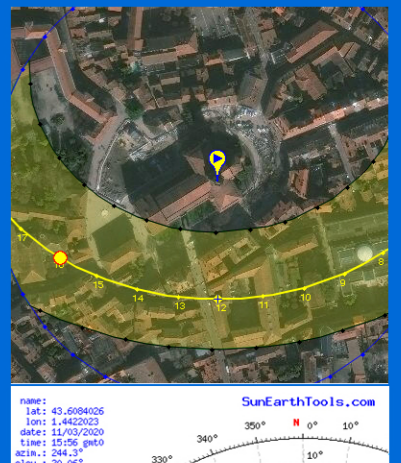 17
16
15
14
13
12
11
10
9
8
name:
lat: 43.6084026
lon: 1.4422023
date: 11/03/2020
time: 15:56 gmt0
azim.: 244.3°
SunEarthTools.com
N
350° 0° 10°
340°
330°
10°